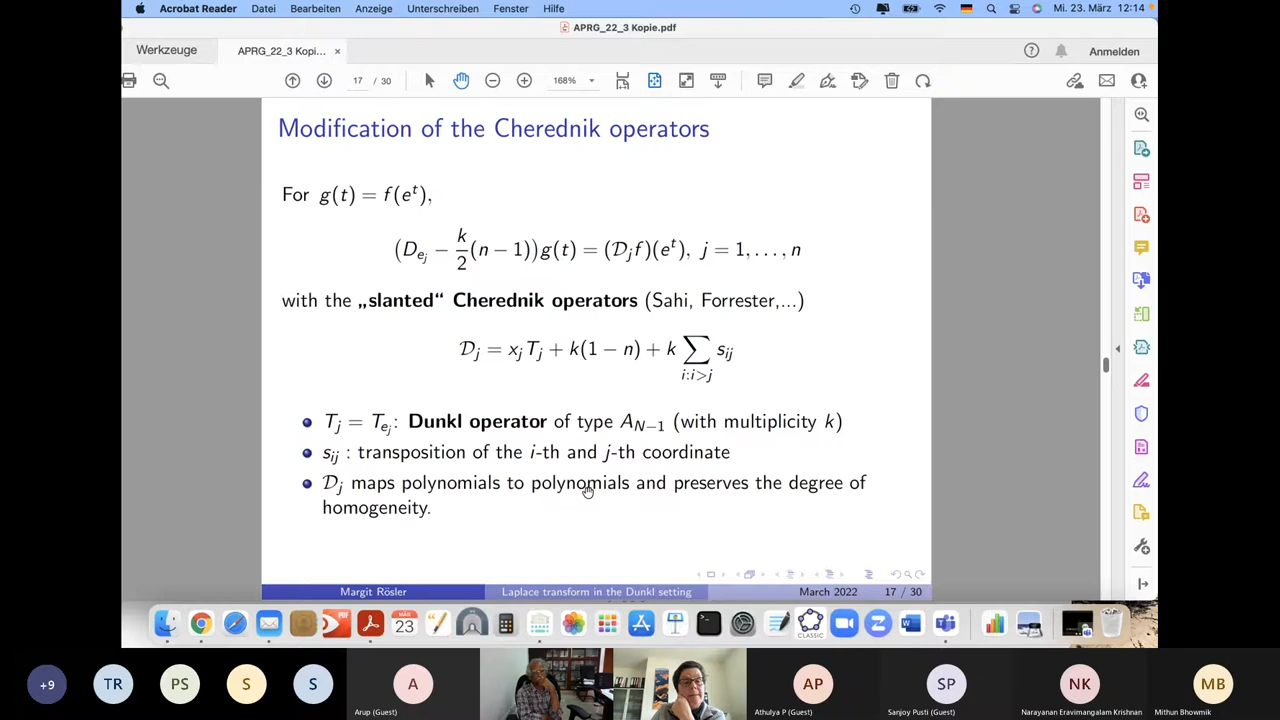 Acrobat Reader Datei Bearbeiten Anzeige Unterschreiben Fenster Hilfe Mi. 23. März 12:14
APRG_22_3 Kopie.pdf
Werkzeuge APRG_22_3 Kopi... × Anmelden
17 / 30 168%
Modification of the Cherednik operators
For g(t) = f(e^t),
(D_{e_j} − k/2 (n − 1))g(t) = (𝒟_j f)(e^t), j = 1, . . . , n
with the „slanted“ Cherednik operators (Sahi, Forrester,...)
𝒟_j = x_j T_j + k(1 − n) + k ∑_{i:i>j} s_{ij}
T_j = T_{e_j}: Dunkl operator of type A_{N−1} (with multiplicity k)
s_{ij} : transposition of the i-th and j-th coordinate
𝒟_j maps polynomials to polynomials and preserves the degree of
homogeneity.
Margit Rösler Laplace transform in the Dunkl setting March 2022 17 / 30
MÄR
23
CLASSIC
+9 TR PS S S A AP SP NK MB
Arup (Guest) Athulya P (Guest) Sanjoy Pusti (Guest) Narayanan Eravimangalam Krishnan Mithun Bhowmik